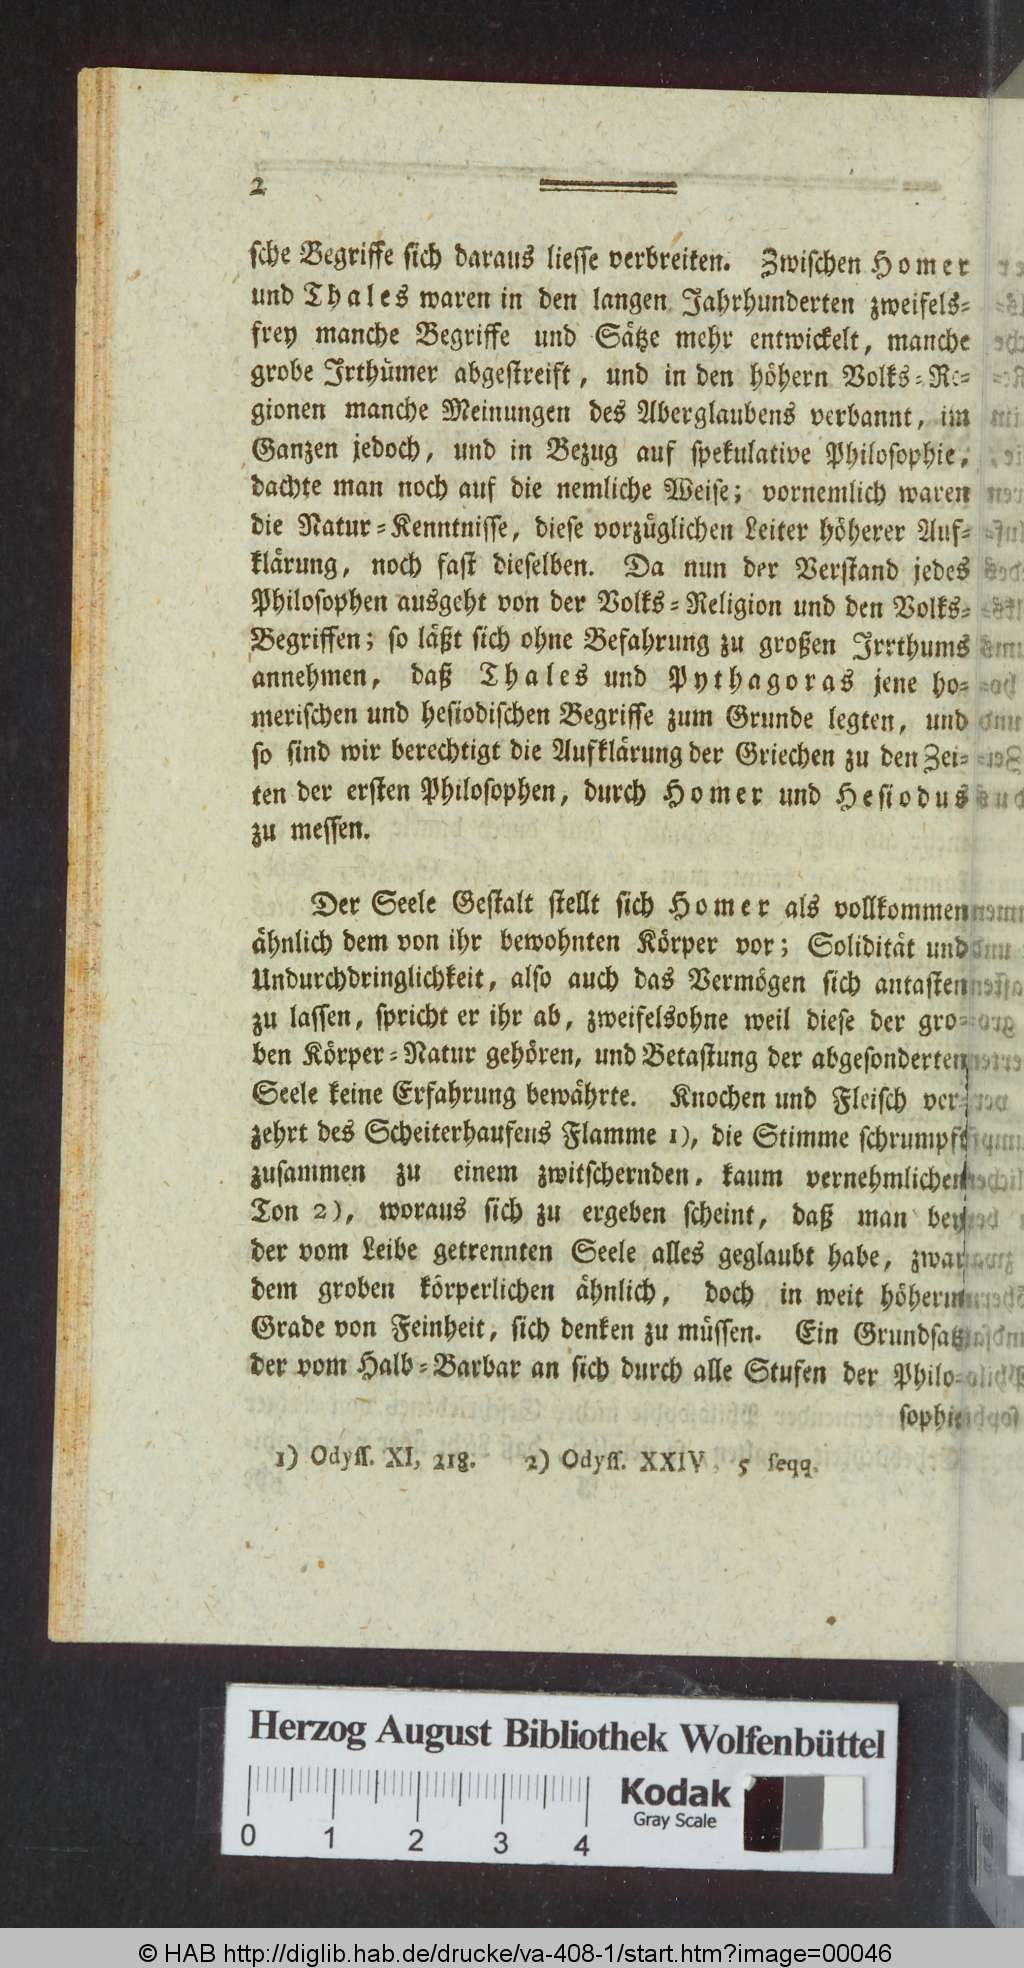 2
sche Begriffe sich daraus liesse verbreiten. Zwischen Homer
und Thales waren in den langen Jahrhunderten zweifels-
frey manche Begriffe und Sätze mehr entwickelt, manche
grobe Irthümer abgestreift, und in den höhern Volks-Re-
gionen manche Meinungen des Aberglaubens verbannt, im
Ganzen jedoch, und in Bezug auf spekulative Philosophie,
dachte man noch auf die nemliche Weise; vornemlich waren
die Natur-Kenntnisse, diese vorzüglichen Leiter höherer Auf-
klärung, noch fast dieselben. Da nun der Verstand jedes
Philosophen ausgeht von der Volks-Religion und den Volks-
Begriffen; so läßt sich ohne Befahrung zu großen Irrthums
annehmen, daß Thales und Pythagoras jene ho-
merischen und hesiodischen Begriffe zum Grunde legten, und
so sind wir berechtigt die Aufklärung der Griechen zu den Zei-
ten der ersten Philosophen, durch Homer und Hesiodus
zu messen.
Der Seele Gestalt stellt sich Homer als vollkommen
ähnlich dem von ihr bewohnten Körper vor; Solidität und
Undurchdringlichkeit, also auch das Vermögen sich antasten
zu lassen, spricht er ihr ab, zweifelsohne weil diese der gro-
ben Körper-Natur gehören, und Betastung der abgesonderten
Seele keine Erfahrung bewährte. Knochen und Fleisch ver-
zehrt des Scheiterhaufens Flamme 1), die Stimme schrumpft
zusammen zu einem zwitschernden, kaum vernehmlichen
Ton 2), woraus sich zu ergeben scheint, daß man bey
der vom Leibe getrennten Seele alles geglaubt habe, zwar
dem groben körperlichen ähnlich, doch in weit höherm
Grade von Feinheit, sich denken zu müssen. Ein Grundsatz
der vom Halb-Barbar an sich durch alle Stufen der Philo-
sophie
1) Odyss. XI, 218. 2) Odyss. XXIV, 5 seqq.
Herzog August Bibliothek Wolfenbüttel
Kodak
Gray Scale
0 1 2 3 4
© HAB http://diglib.hab.de/drucke/va-408-1/start.htm?image=00046